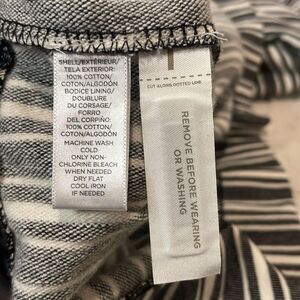 SHELL/EXTÉRIEUR/
TELA EXTERIOR:
100% COTTON/
COTON/ALGODÓN
BODICE LINING/
DOUBLURE
DU CORSAGE/
FORRO
DEL CORPIÑO:
100% COTTON/
COTON/ALGODÓN
MACHINE WASH
COLD
ONLY NON-
CHLORINE BLEACH
WHEN NEEDED
DRY FLAT
COOL IRON
IF NEEDED
CUT ALONG DOTTED LINE
REMOVE BEFORE WEARING
OR WASHING